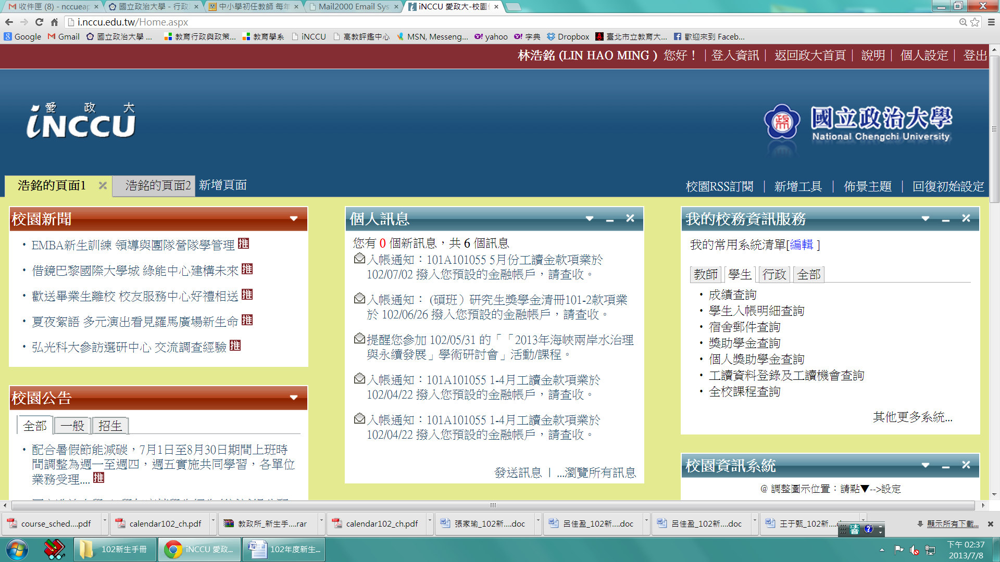 收件匣 (8) - nccueap
國立政治大學 - 行政
中小學初任教師 每年
Mail2000 Email Sys
iNCCU 愛政大-校園
i.nccu.edu.tw/Home.aspx
Google Gmail 國立政治大學 ... 教育行政與政策... 教育學系 iNCCU 高教評鑑中心 MSN, Messeng... yahoo 字典 Dropbox 臺北市立教育大... 歡迎來到 Faceb...
林浩銘 (LIN HAO MING ) 您好！ | 登入資訊 | 返回政大首頁 | 說明 | 個人設定 | 登出
愛政大
iNCCU
國立政治大學
National Chengchi University
浩銘的頁面1 浩銘的頁面2 新增頁面
校園RSS訂閱 | 新增工具 | 佈景主題 | 回復初始設定
校園新聞
• EMBA新生訓練 領導與團隊營隊學管理 推
• 借鏡巴黎國際大學城 綠能中心建構未來 推
• 歡送畢業生離校 校友服務中心好禮相送 推
• 夏夜絮語 多元演出看見羅馬廣場新生命 推
• 弘光科大參訪選研中心 交流調查經驗 推
校園公告
全部 一般 招生
• 配合暑假節能減碳，7月1日至8月30日期間上班時
間調整為週一至週四，週五實施共同學習，各單位
業務受理.... 推
個人訊息
您有 0 個新訊息，共 6 個訊息
入帳通知：101A101055 5月份工讀金款項業於
102/07/02 撥入您預設的金融帳戶，請查收。
入帳通知： (碩班）研究生獎學金清冊101-2款項業
於 102/06/26 撥入您預設的金融帳戶，請查收。
提醒您參加 102/05/31 的「「2013年海峽兩岸水治理
與永續發展」學術研討會」活動/課程。
入帳通知：101A101055 1-4月工讀金款項業於
102/04/22 撥入您預設的金融帳戶，請查收。
入帳通知：101A101055 1-4月工讀金款項業於
102/04/22 撥入您預設的金融帳戶，請查收。
發送訊息 | ...瀏覽所有訊息
我的校務資訊服務
我的常用系統清單[編輯 ]
教師 學生 行政 全部
• 成績查詢
• 學生入帳明細查詢
• 宿舍郵件查詢
• 獎助學金查詢
• 個人獎助學金查詢
• 工讀資料登錄及工讀機會查詢
• 全校課程查詢
其他更多系統...
校園資訊系統
@ 調整圖示位置：請點▼-->設定
course_sched....pdf
calendar102_ch.pdf
教政所_新生手....rar
calendar102_ch.pdf
張家瑜_102新....doc
呂佳盈_102新....doc
呂佳盈_102新....doc
王于甄_102新....
顯示所有下載...
102新生手冊
iNCCU 愛政...
102年度新生...
下午 02:37
2013/7/8